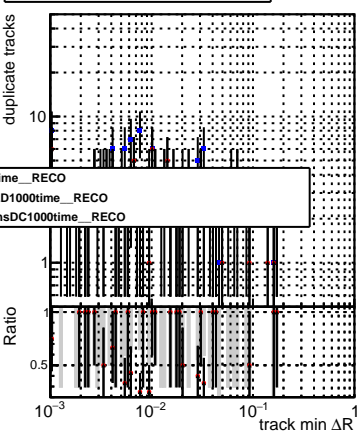 duplicate tracks
10
ime__RECO
D1000time__RECO
nsDC1000time__RECO
1
Ratio
1
0.5
10⁻³ 10⁻² 10⁻¹ 1
track min ΔR